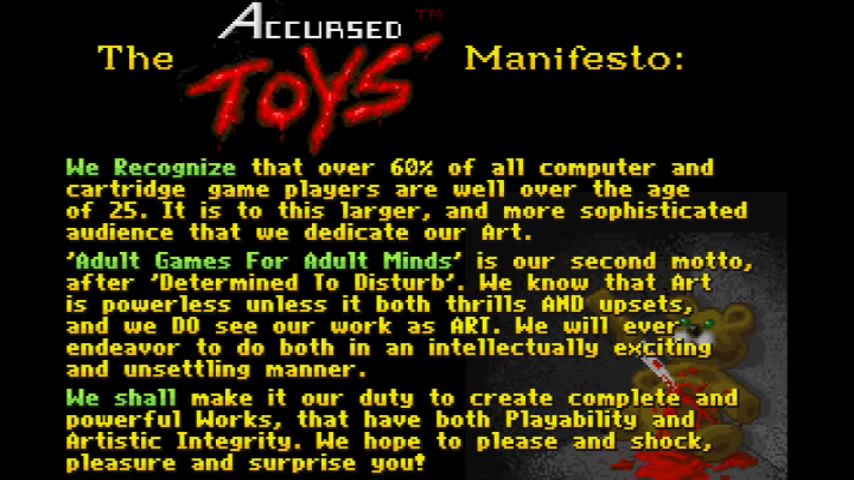 The ACCURSED TOYS™ Manifesto:
We Recognize that over 60% of all computer and
cartridge game players are well over the age
of 25. It is to this larger, and more sophisticated
audience that we dedicate our Art.
'Adult Games For Adult Minds' is our second motto,
after 'Determined To Disturb'. We know that Art
is powerless unless it both thrills AND upsets,
and we DO see our work as ART. We will ever
endeavor to do both in an intellectually exciting
and unsettling manner.
We shall make it our duty to create complete and
powerful Works, that have both Playability and
Artistic Integrity. We hope to please and shock,
pleasure and surprise you!